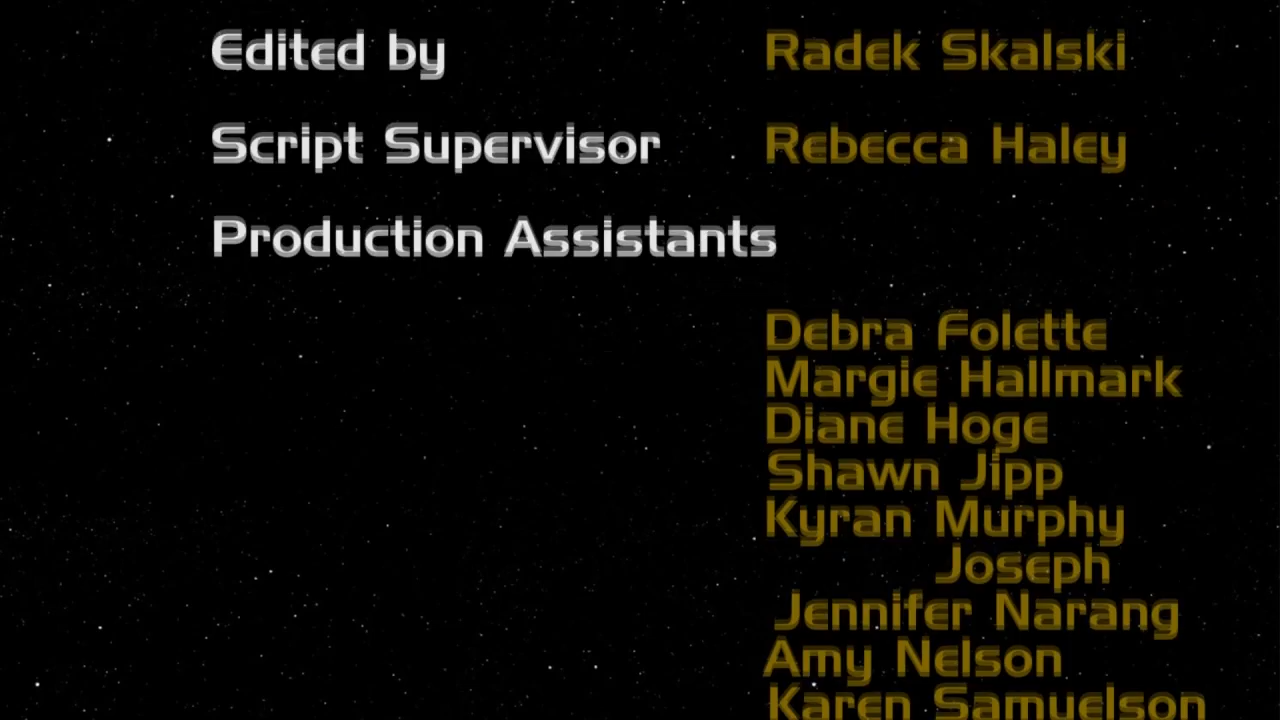 Edited by Radek Skalski
Script Supervisor Rebecca Haley
Production Assistants
Debra Folette
Margie Hallmark
Diane Hoge
Shawn Jipp
Kyran Murphy
Joseph
Jennifer Narang
Amy Nelson
Karen Samuelson